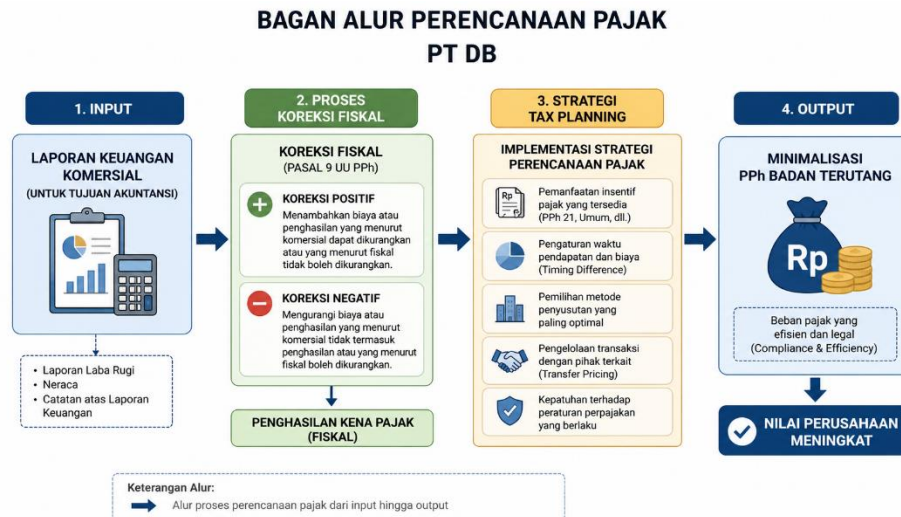 BAGAN ALUR PERENCANAAN PAJAK
PT DB
1. INPUT
LAPORAN KEUANGAN
KOMERSIAL
(UNTUK TUJUAN AKUNTANSI)
• Laporan Laba Rugi
• Neraca
• Catatan atas Laporan
Keuangan
2. PROSES
KOREKSI FISKAL
KOREKSI FISKAL
(PASAL 9 UU PPh)
KOREKSI POSITIF
Menambahkan biaya atau
penghasilan yang menurut
komersial dapat dikurangkan
atau yang menurut fiskal
tidak boleh dikurangkan.
KOREKSI NEGATIF
Mengurangi biaya atau
penghasilan yang menurut
komersial tidak termasuk
penghasilan atau yang menurut
fiskal boleh dikurangkan.
PENGHASILAN KENA PAJAK
(FISKAL)
3. STRATEGI
TAX PLANNING
IMPLEMENTASI STRATEGI
PERENCANAAN PAJAK
Rp
Pemanfaatan insentif
pajak yang tersedia
(PPh 21, Umum, dll.)
Pengaturan waktu
pendapatan dan biaya
(Timing Difference)
Pemilihan metode
penyusutan yang
paling optimal
Pengelolaan transaksi
dengan pihak terkait
(Transfer Pricing)
Kepatuhan terhadap
peraturan perpajakan
yang berlaku
4. OUTPUT
MINIMALISASI
PPh BADAN TERUTANG
Rp
Beban pajak yang
efisien dan legal
(Compliance & Efficiency)
NILAI PERUSAHAAN
MENINGKAT
Keterangan Alur:
Alur proses perencanaan pajak dari input hingga output